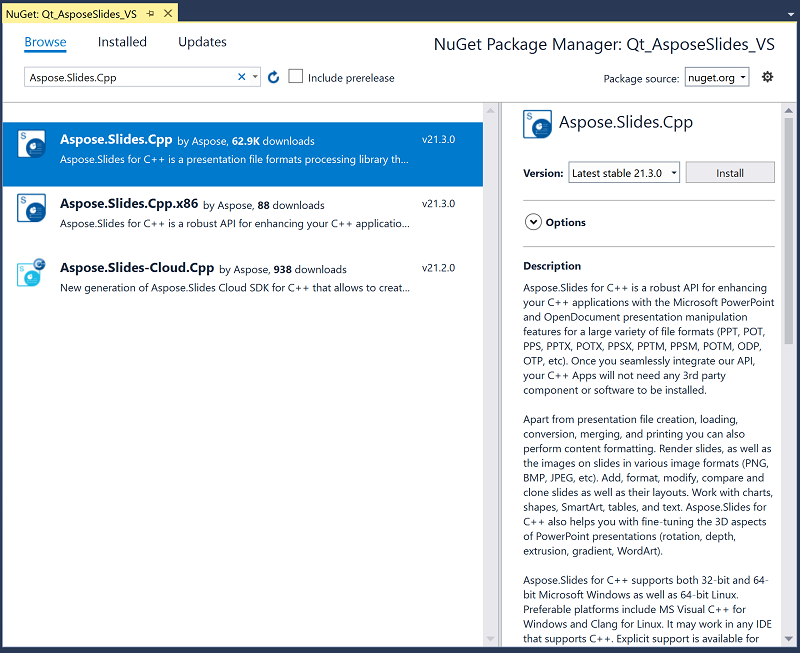 NuGet: Qt_AsposeSlides_VS
Browse Installed Updates
NuGet Package Manager: Qt_AsposeSlides_VS
Aspose.Slides.Cpp
Include prerelease
Package source: nuget.org
Aspose.Slides.Cpp by Aspose, 62.9K downloads v21.3.0
Aspose.Slides for C++ is a presentation file formats processing library th...
Aspose.Slides.Cpp.x86 by Aspose, 88 downloads v21.3.0
Aspose.Slides for C++ is a robust API for enhancing your C++ applicatio...
Aspose.Slides-Cloud.Cpp by Aspose, 938 downloads v21.2.0
New generation of Aspose.Slides Cloud SDK for C++ that allows to creat...
Aspose.Slides.Cpp
Version: Latest stable 21.3.0 Install
Options
Description
Aspose.Slides for C++ is a robust API for enhancing
your C++ applications with the Microsoft PowerPoint
and OpenDocument presentation manipulation
features for a large variety of file formats (PPT, POT,
PPS, PPTX, POTX, PPSX, PPTM, PPSM, POTM, ODP,
OTP, etc). Once you seamlessly integrate our API,
your C++ Apps will not need any 3rd party
component or software to be installed.
Apart from presentation file creation, loading,
conversion, merging, and printing you can also
perform content formatting. Render slides, as well as
the images on slides in various image formats (PNG,
BMP, JPEG, etc). Add, format, modify, compare and
clone slides as well as their layouts. Work with charts,
shapes, SmartArt, tables, and text. Aspose.Slides for
C++ also helps you with fine-tuning the 3D aspects
of PowerPoint presentations (rotation, depth,
extrusion, gradient, WordArt).
Aspose.Slides for C++ supports both 32-bit and 64-
bit Microsoft Windows as well as 64-bit Linux.
Preferable platforms include MS Visual C++ for
Windows and Clang for Linux. It may work in any IDE
that supports C++. Explicit support is available for